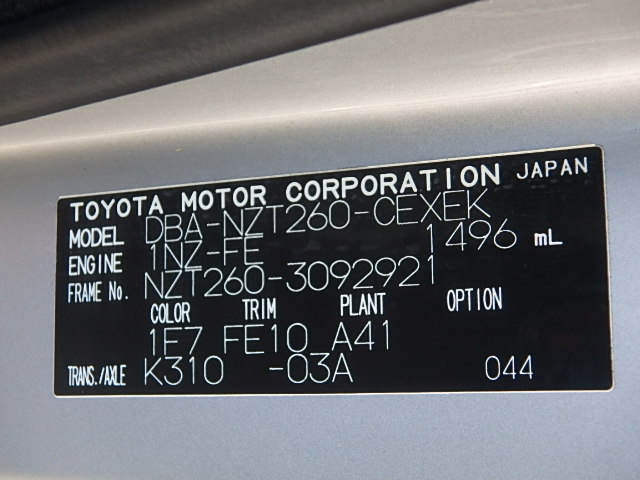 TOYOTA MOTOR CORPORATION JAPAN
MODEL DBA-NZT260-CEXEK
ENGINE 1NZ-FE 1496 mL
FRAME No. NZT260-3092921
COLOR TRIM PLANT OPTION
1E7 FE10 A41
TRANS./AXLE K310 -03A 044